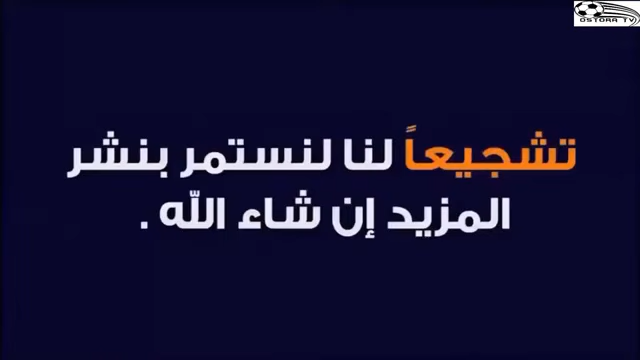 OSTORA TV
تشجيعاً لنا لنستمر بنشر
المزيد إن شاء الله .